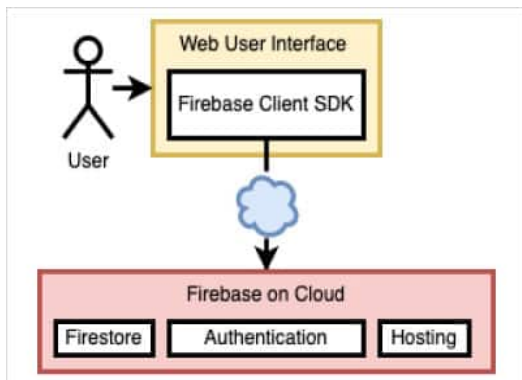 Web User Interface
Firebase Client SDK
User
Firebase on Cloud
Firestore
Authentication
Hosting